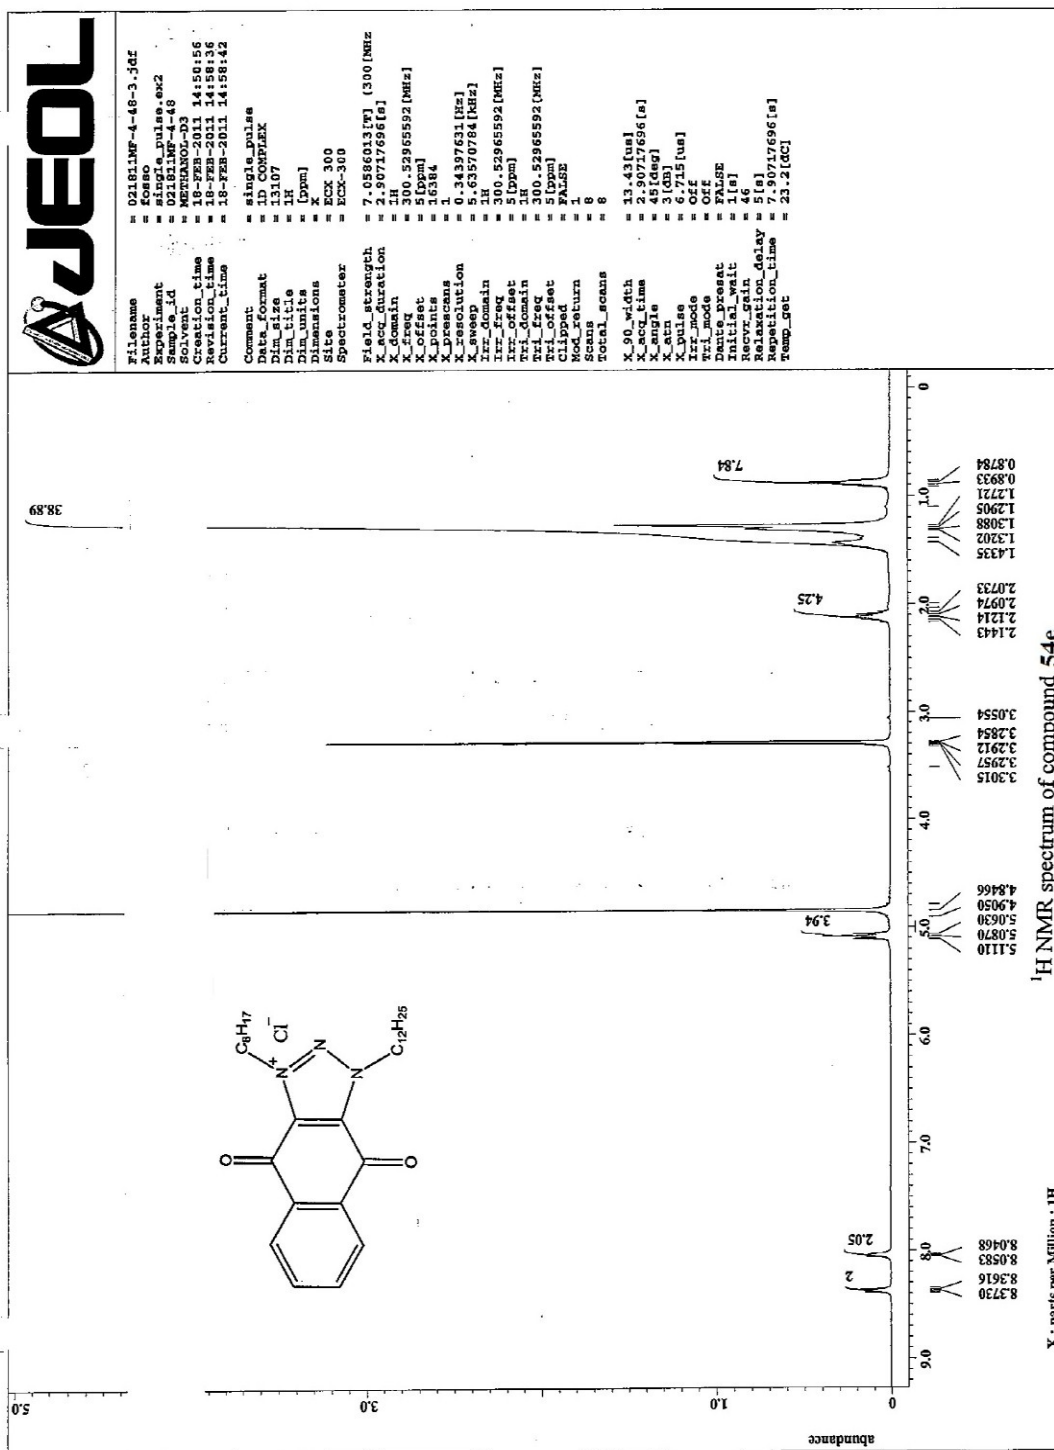 JEOL
Filename = 021811MF-4-48-3.jdf
Author = fosso
Experiment = single_pulse.ex2
Sample_id = 021811MF-4-48
Solvent = METHANOL-D3
Creation_time = 18-FEB-2011 14:50:56
Revision_time = 18-FEB-2011 14:58:36
Current_time = 18-FEB-2011 14:58:42
Comment = single_pulse
Data_format = 1D COMPLEX
Dim_size = 13107
Dim_title = 1H
Dim_units = [ppm]
Dimensions = X
Site = ECX 300
Spectrometer = ECX-300
Field_strength = 7.0586013[T] (300[MHz
X_acq_duration = 2.90717696[s]
X_domain = 1H
X_freq = 300.52965592[MHz]
X_offset = 5[ppm]
X_points = 16384
X_prescans = 1
X_resolution = 0.34397631[Hz]
X_sweep = 5.63570784[kHz]
Irr_domain = 1H
Irr_freq = 300.52965592[MHz]
Irr_offset = 5[ppm]
Tri_domain = 1H
Tri_freq = 300.52965592[MHz]
Tri_offset = 5[ppm]
Clipped = FALSE
Mod_return = 1
Scans = 8
Total_scans = 8
X_90_width = 13.43[us]
X_acq_time = 2.90717696[s]
X_angle = 45[deg]
X_atn = 3[dB]
X_pulse = 6.715[us]
Irr_mode = Off
Tri_mode = Off
Dante_presat = FALSE
Initial_wait = 1[s]
Recvr_gain = 46
Relaxation_delay = 5[s]
Repetition_time = 7.90717696[s]
Temp_get = 23.2[dC]
abundance
5.0
3.0
1.0
0
2
2.05
3.94
4.25
38.89
7.84
C8H17
Cl−
N+
N
N
C12H25
O
O
9.0 8.0 7.0 6.0 5.0 4.0 3.0 2.0 1.0 0
8.3730
8.3616
8.0583
8.0468
5.1110
5.0870
5.0630
4.9050
4.8466
3.3015
3.2957
3.2912
3.2854
3.0554
2.1443
2.1214
2.0974
2.0733
1.4335
1.3202
1.3088
1.2905
1.2721
0.8933
0.8784
X : parts per Million : 1H
¹H NMR spectrum of compound 54e